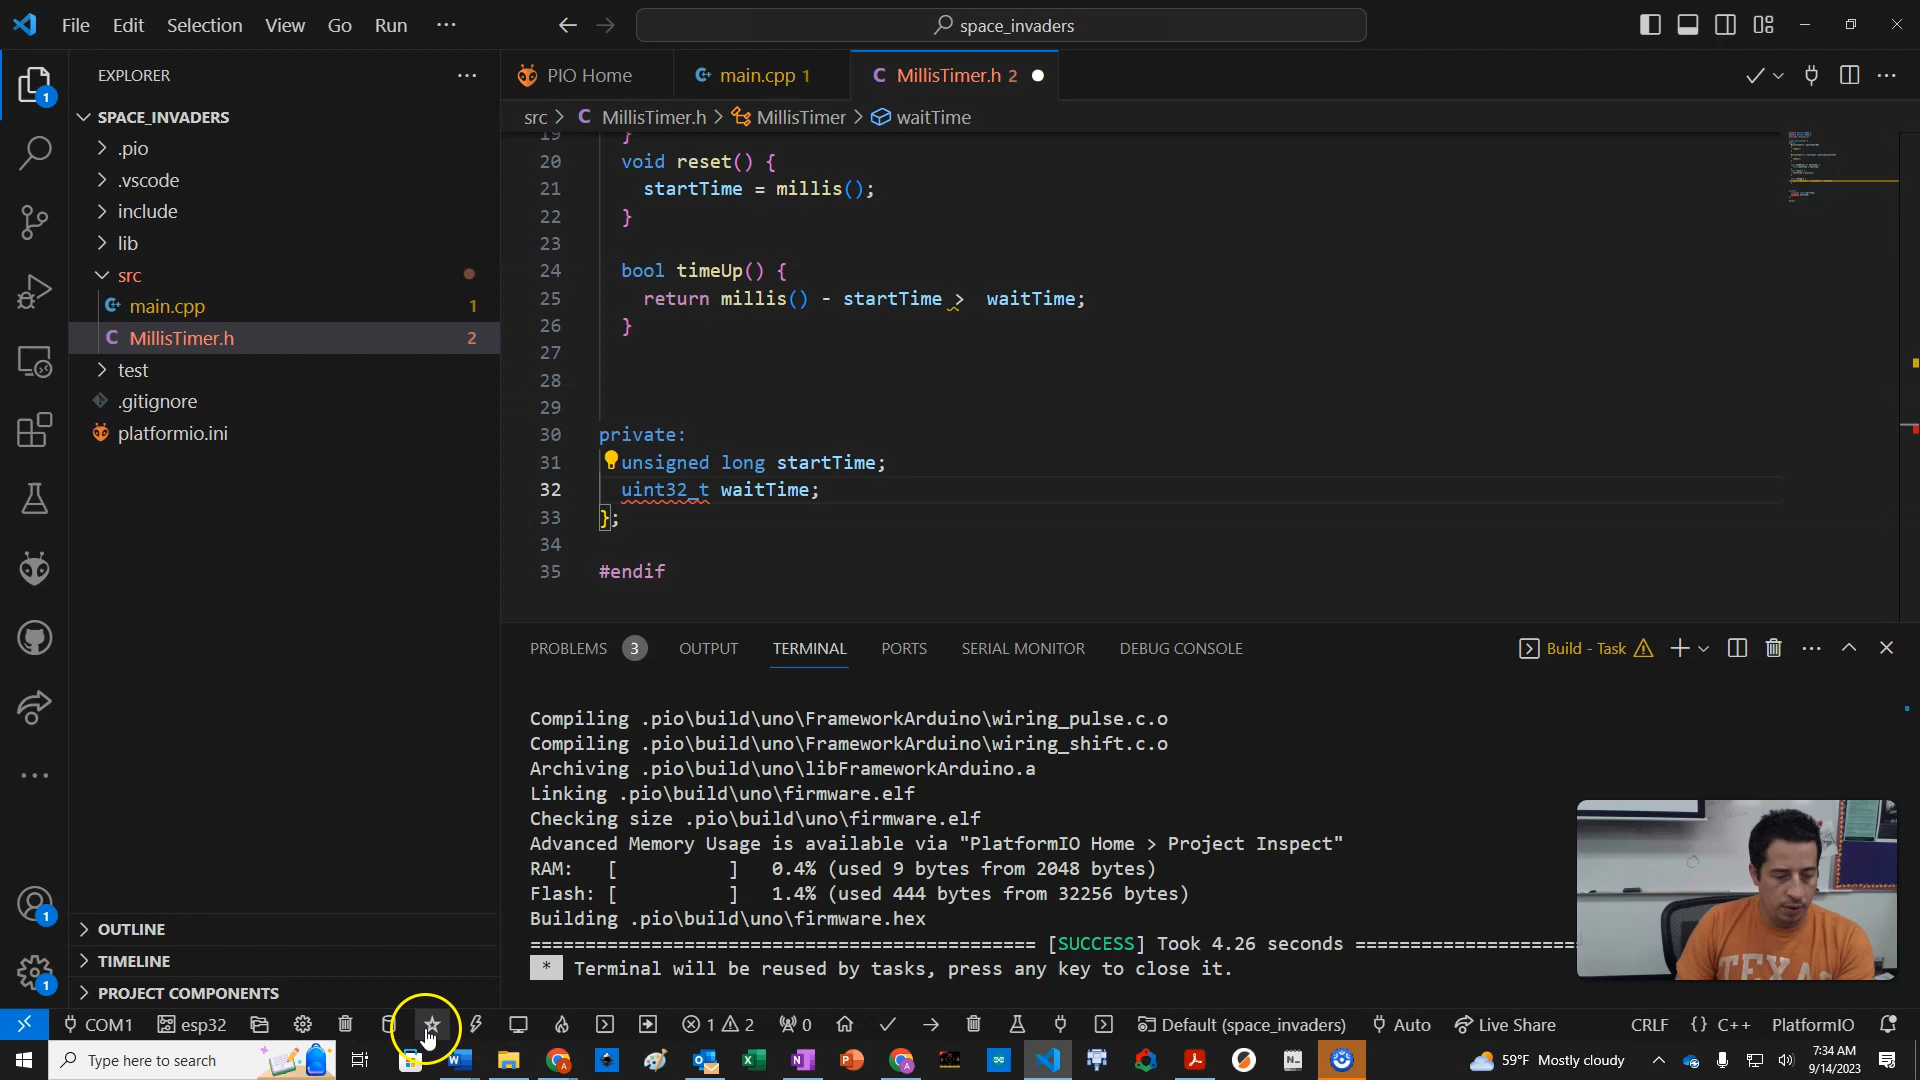 File Edit Selection View Go Run ···
space_invaders
EXPLORER
PIO Home
main.cpp 1
MillisTimer.h 2
SPACE_INVADERS
src > C MillisTimer.h > MillisTimer > waitTime
.pio
.vscode
include
lib
src
main.cpp 1
MillisTimer.h 2
test
.gitignore
platformio.ini
19 }
20 void reset() {
21 startTime = millis();
22 }
23
24 bool timeUp() {
25 return millis() - startTime > waitTime;
26 }
27
28
29
30 private:
31 unsigned long startTime;
32 uint32_t waitTime;
33 };
34
35 #endif
PROBLEMS 3 OUTPUT TERMINAL PORTS SERIAL MONITOR DEBUG CONSOLE
Build - Task
Compiling .pio\build\uno\FrameworkArduino\wiring_pulse.c.o
Compiling .pio\build\uno\FrameworkArduino\wiring_shift.c.o
Archiving .pio\build\uno\libFrameworkArduino.a
Linking .pio\build\uno\firmware.elf
Checking size .pio\build\uno\firmware.elf
Advanced Memory Usage is available via "PlatformIO Home > Project Inspect"
RAM: [ ] 0.4% (used 9 bytes from 2048 bytes)
Flash: [ ] 1.4% (used 444 bytes from 32256 bytes)
Building .pio\build\uno\firmware.hex
============================================== [SUCCESS] Took 4.26 seconds ====================
* Terminal will be reused by tasks, press any key to close it.
TEXAS
OUTLINE
TIMELINE
PROJECT COMPONENTS
1
1
1
COM1 esp32 1 2 0 Default (space_invaders) Auto Live Share CRLF {} C++ PlatformIO
Type here to search
59°F Mostly cloudy
7:34 AM
9/14/2023